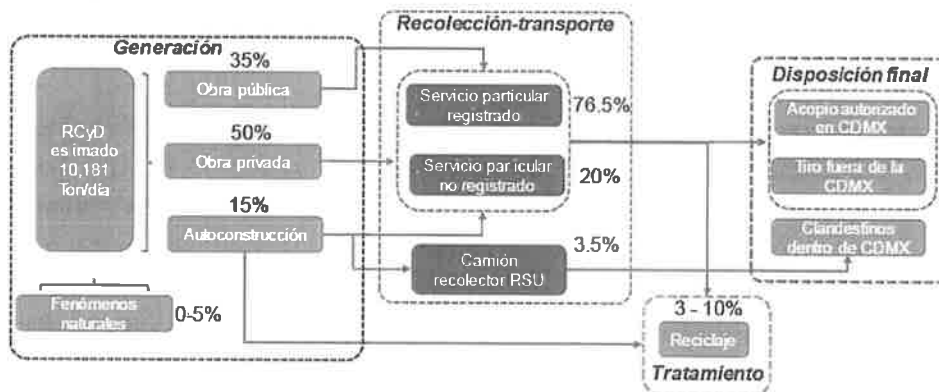 Generación
RCyD
es imado
10,181
Ton/día
35%
Obra pública
50%
Obra privada
15%
Autoconstrucción
Fenómenos
naturales
0-5%
Recolección-transporte
Servicio particular
registrado
76.5%
Servicio par icular
no registrado
20%
Camión
recolector RSU
3.5%
Disposición final
Acopio autorizado
en CDMX
Tiro fuera de la
CDMX
Clandestinos
dentro de CDMX
3 - 10%
Reciclaje
Tratamiento